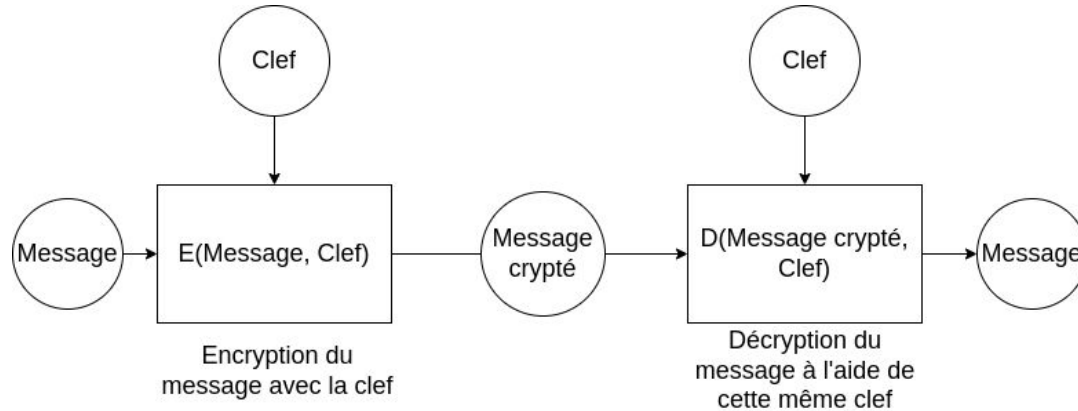 Clef
Clef
Message
E(Message, Clef)
Message
crypté
D(Message crypté,
Clef)
Message
Encryption du
message avec la clef
Décryption du
message à l'aide de
cette même clef